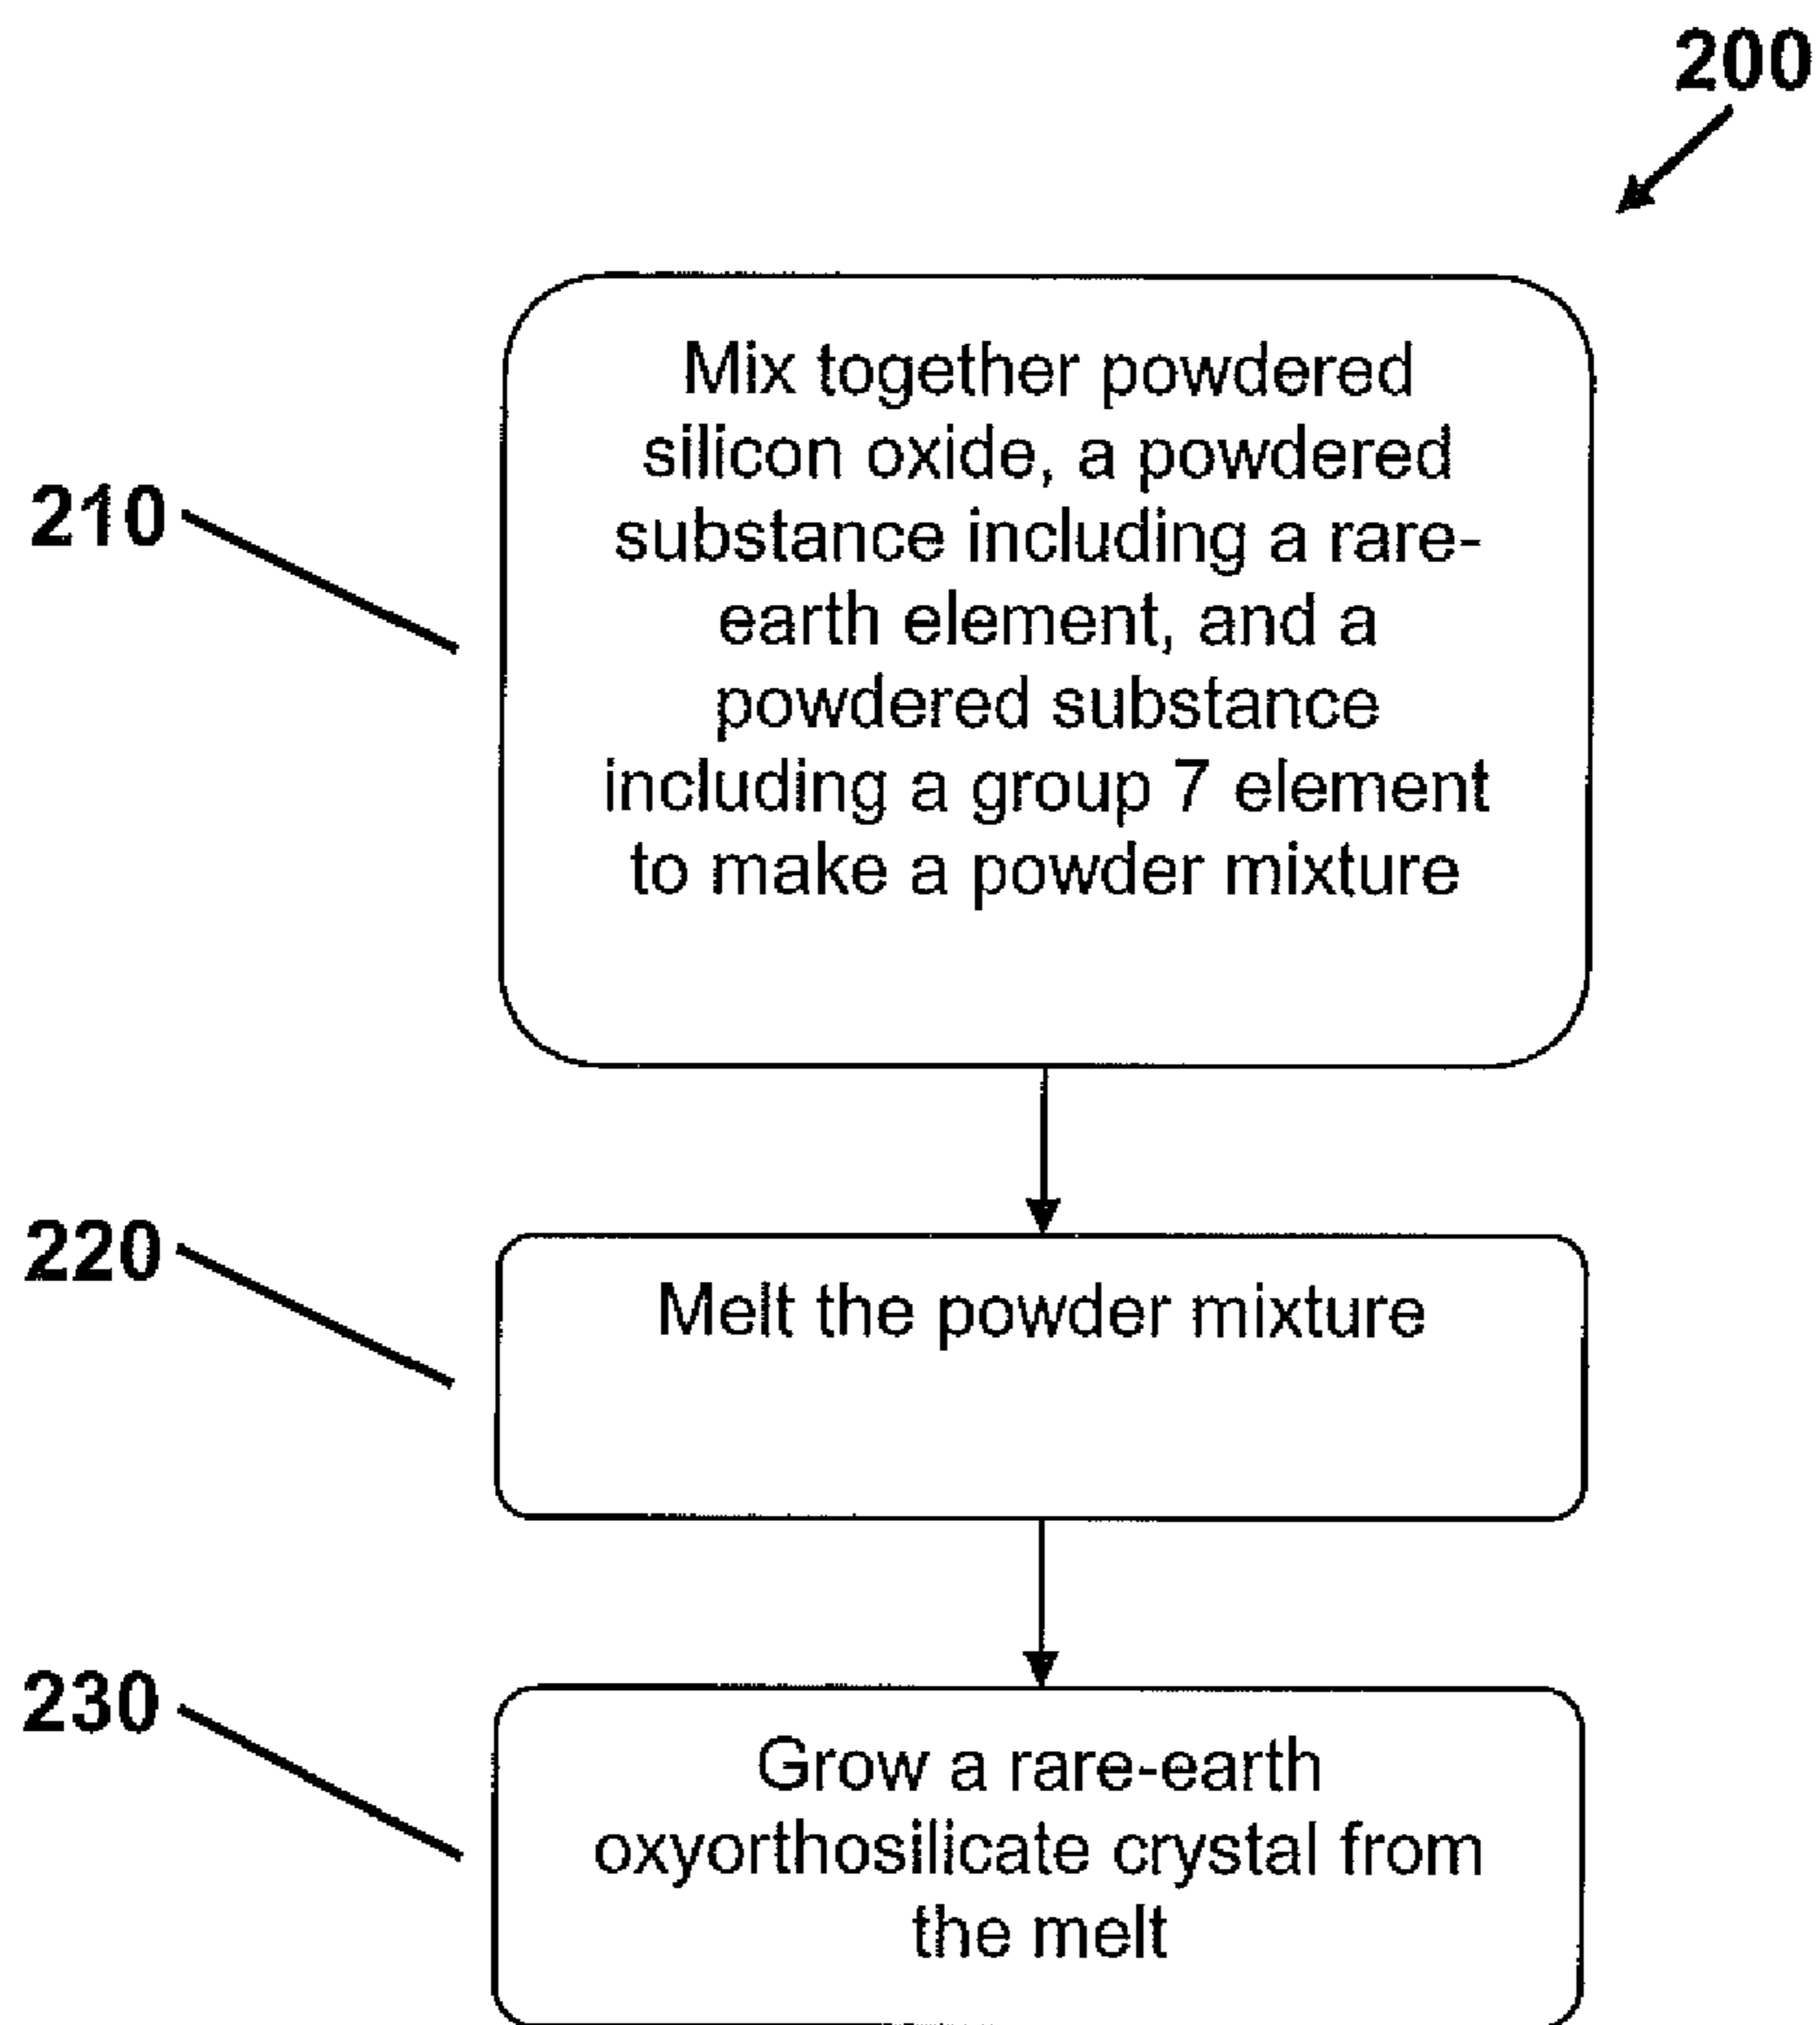 200
Mix together powdered
silicon oxide, a powdered
substance including a rare-
earth element, and a
powdered substance
including a group 7 element
to make a powder mixture
210
220
Melt the powder mixture
230
Grow a rare-earth
oxyorthosilicate crystal from
the melt